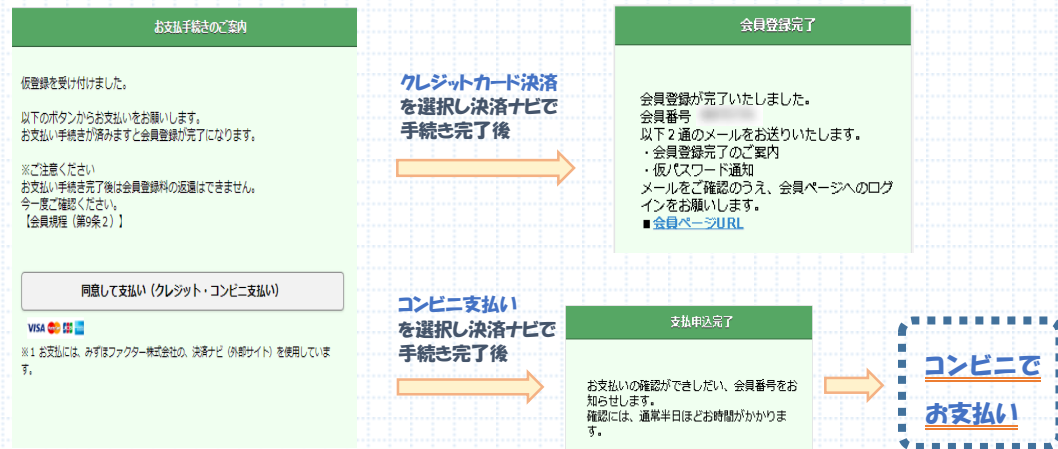 お支払手続きのご案内
仮登録を受け付けました。
以下のボタンからお支払いをお願いします。
お支払い手続きが済みますと会員登録が完了になります。
※ご注意ください
お支払い手続き完了後は会員登録料の返還はできません。
今一度ご確認ください。
【会員規程（第9条２）】
同意して支払い（クレジット・コンビニ支払い）
VISA
※１ お支払には、みずほファクター株式会社の、決済ナビ（外部サイト）を使用していま
す。
クレジットカード決済
を選択し決済ナビで
手続き完了後
会員登録完了
会員登録が完了いたしました。
会員番号
以下２通のメールをお送りいたします。
・会員登録完了のご案内
・仮パスワード通知
メールをご確認のうえ、会員ページへのログ
インをお願いします。
■会員ページURL
コンビニ支払い
を選択し決済ナビで
手続き完了後
支払申込完了
お支払いの確認ができしだい、会員番号をお
知らせします。
確認には、通常半日ほどお時間がかかりま
す。
コンビニで
お支払い